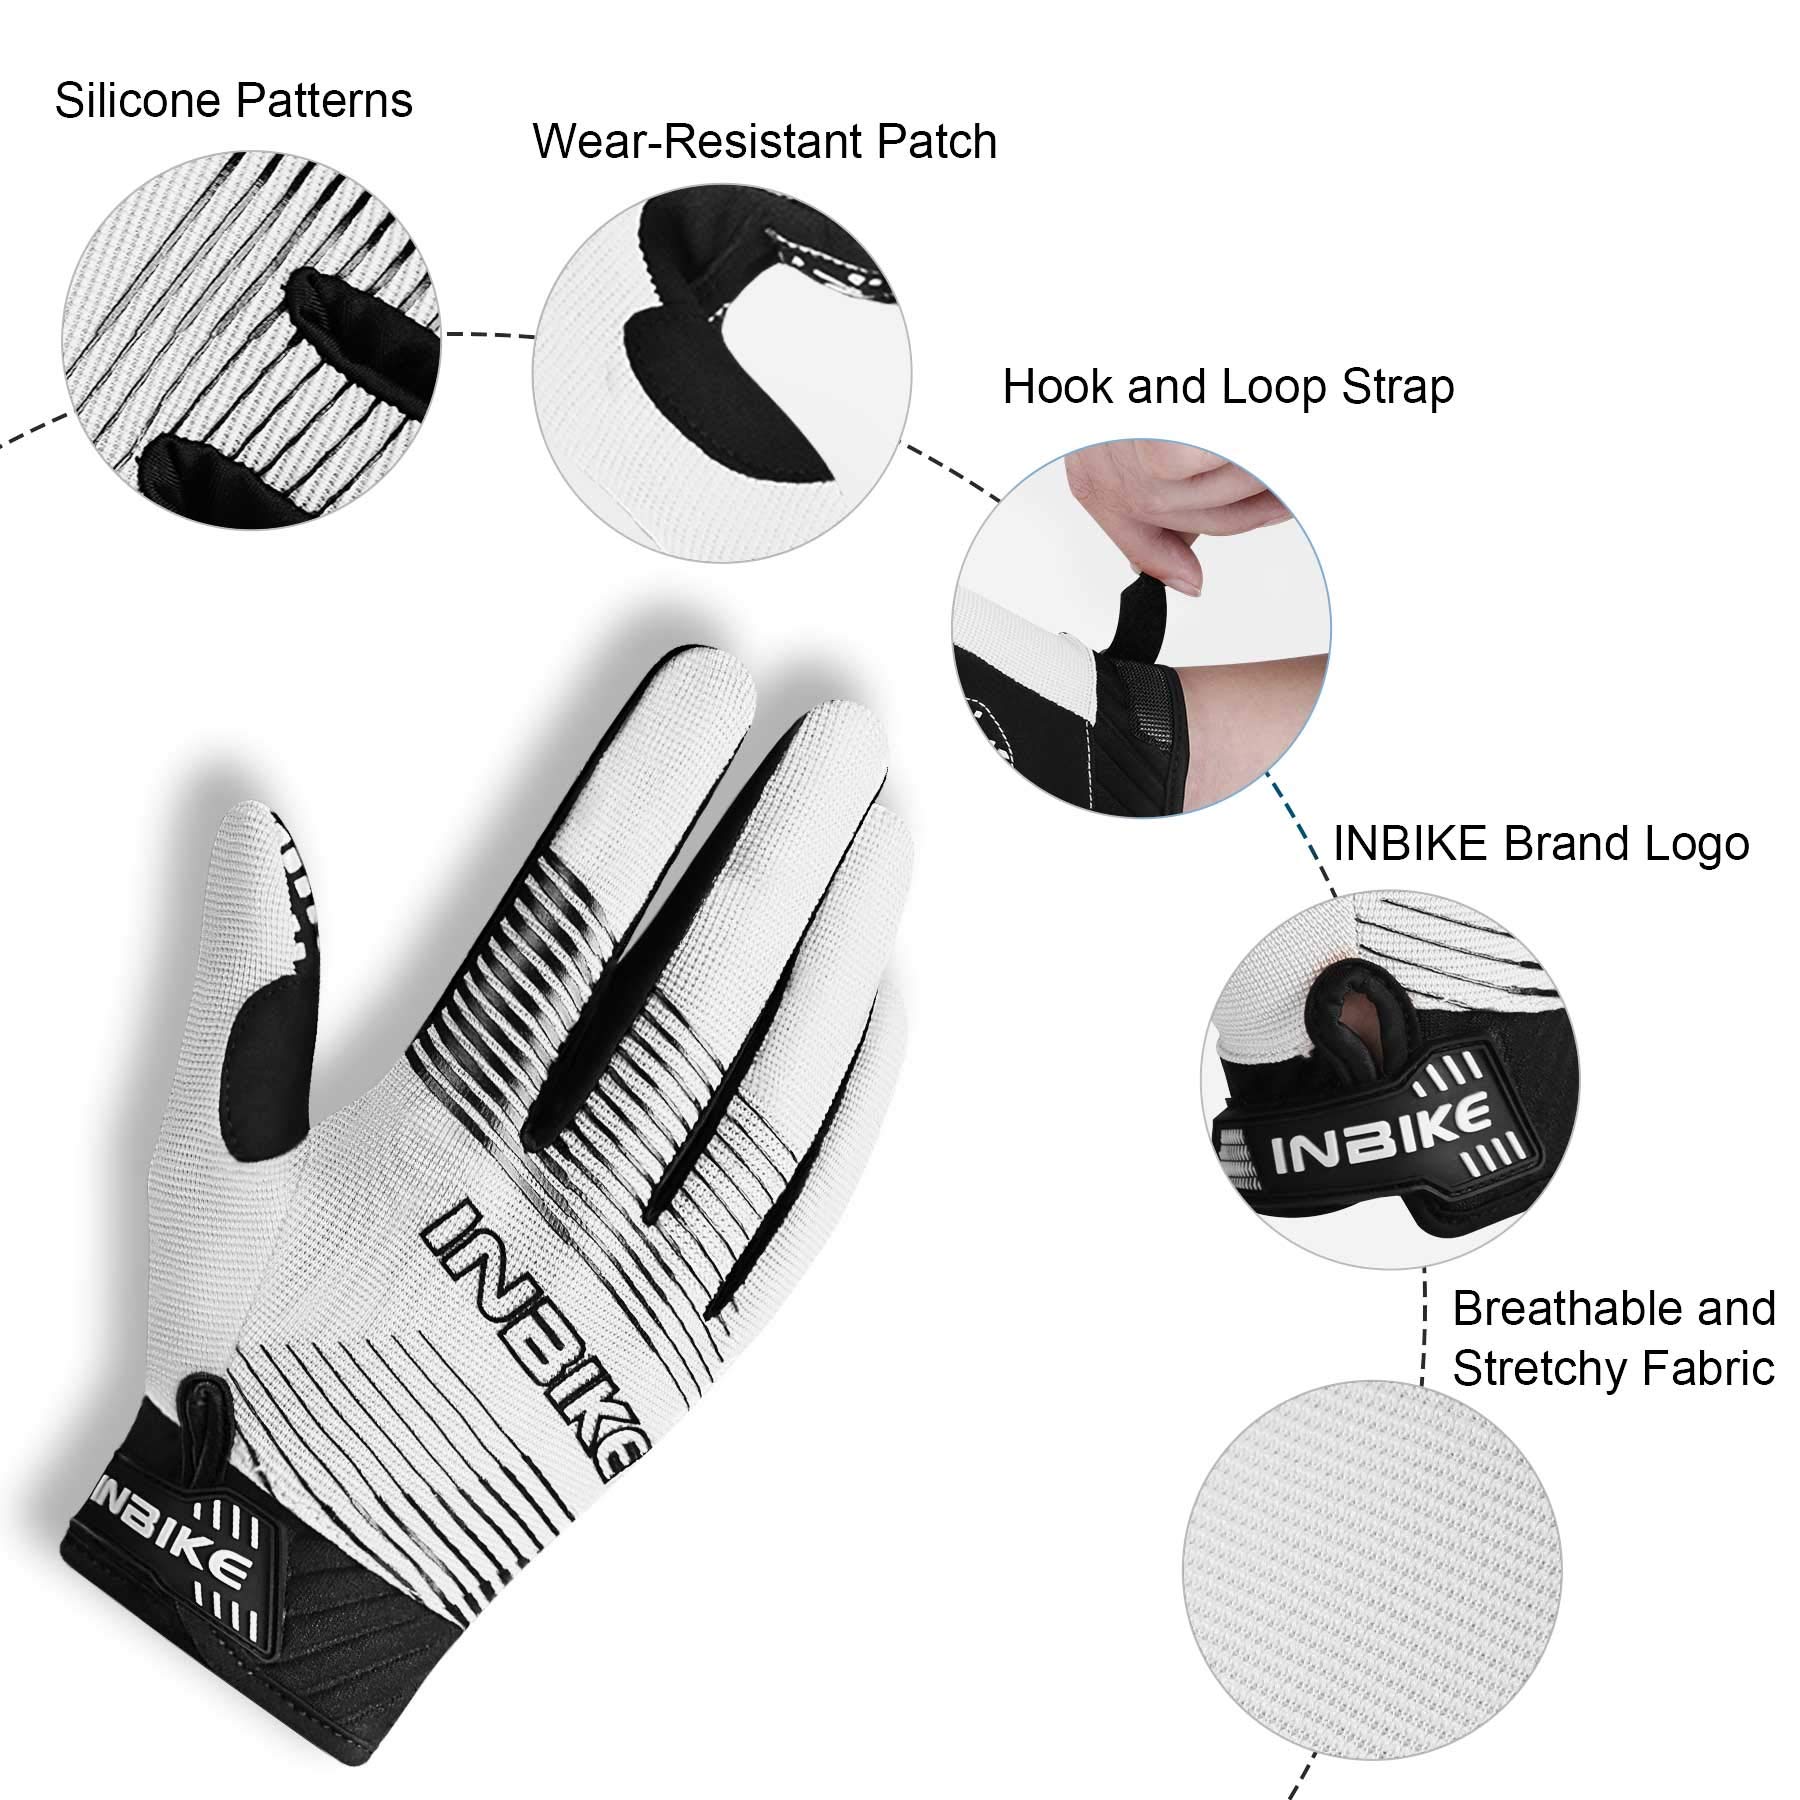 Silicone Patterns
Wear-Resistant Patch
Hook and Loop Strap
INBIKE Brand Logo
INBIKE
Breathable and
Stretchy Fabric
INBIKE
INBIKE